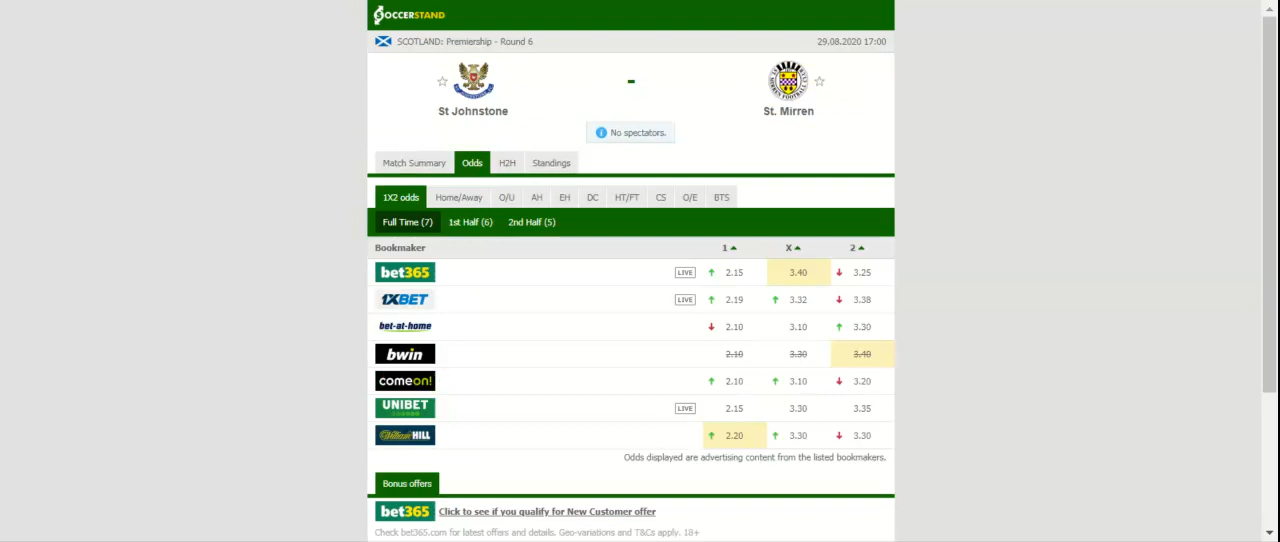 SOCCERSTAND
SCOTLAND: Premiership - Round 6 29.08.2020 17:00
St Johnstone - St. Mirren
No spectators.
Match Summary Odds H2H Standings
1X2 odds Home/Away O/U AH EH DC HT/FT CS O/E BTS
Full Time (7) 1st Half (6) 2nd Half (5)
Bookmaker 1 X 2
bet365 LIVE 2.15 3.40 3.25
1XBET LIVE 2.19 3.32 3.38
bet-at-home 2.10 3.10 3.30
bwin 2.10 3.30 3.40
comeon! 2.10 3.10 3.20
UNIBET LIVE 2.15 3.30 3.35
William HILL 2.20 3.30 3.30
Odds displayed are advertising content from the listed bookmakers.
Bonus offers
bet365 Click to see if you qualify for New Customer offer
Check bet365.com for latest offers and details. Geo-variations and T&Cs apply. 18+